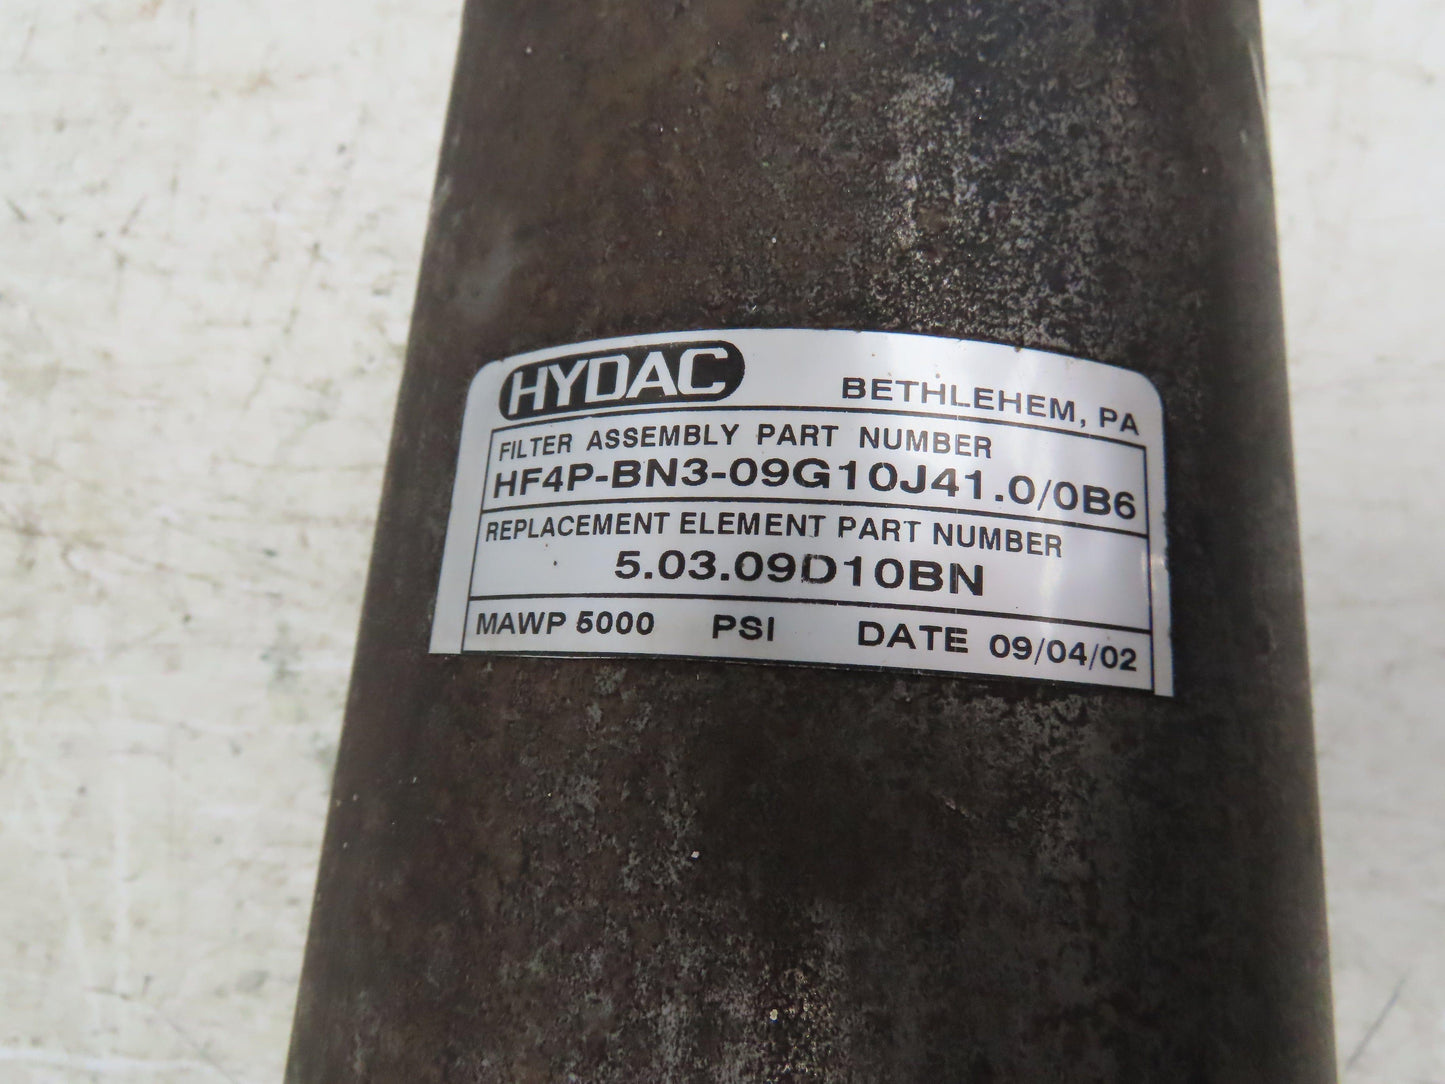 HYDAC
BETHLEHEM, PA
FILTER ASSEMBLY PART NUMBER
HF4P-BN3-09G10J41.0/0B6
REPLACEMENT ELEMENT PART NUMBER
5.03.09D10BN
MAWP 5000 PSI DATE 09/04/02